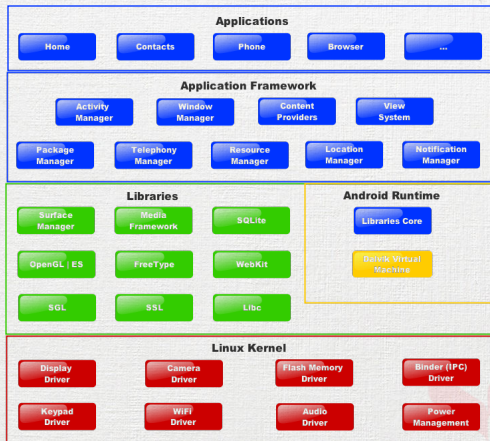 Applications
Home
Contacts
Phone
Browser
...
Application Framework
Activity
Manager
Window
Manager
Content
Providers
View
System
Package
Manager
Telephony
Manager
Resource
Manager
Location
Manager
Notification
Manager
Libraries
Surface
Manager
Media
Framework
SQLite
OpenGL | ES
FreeType
WebKit
SGL
SSL
Libc
Android Runtime
Libraries Core
Dalvik Virtual
Machine
Linux Kernel
Display
Driver
Camera
Driver
Flash Memory
Driver
Binder (IPC)
Driver
Keypad
Driver
WiFi
Driver
Audio
Driver
Power
Management